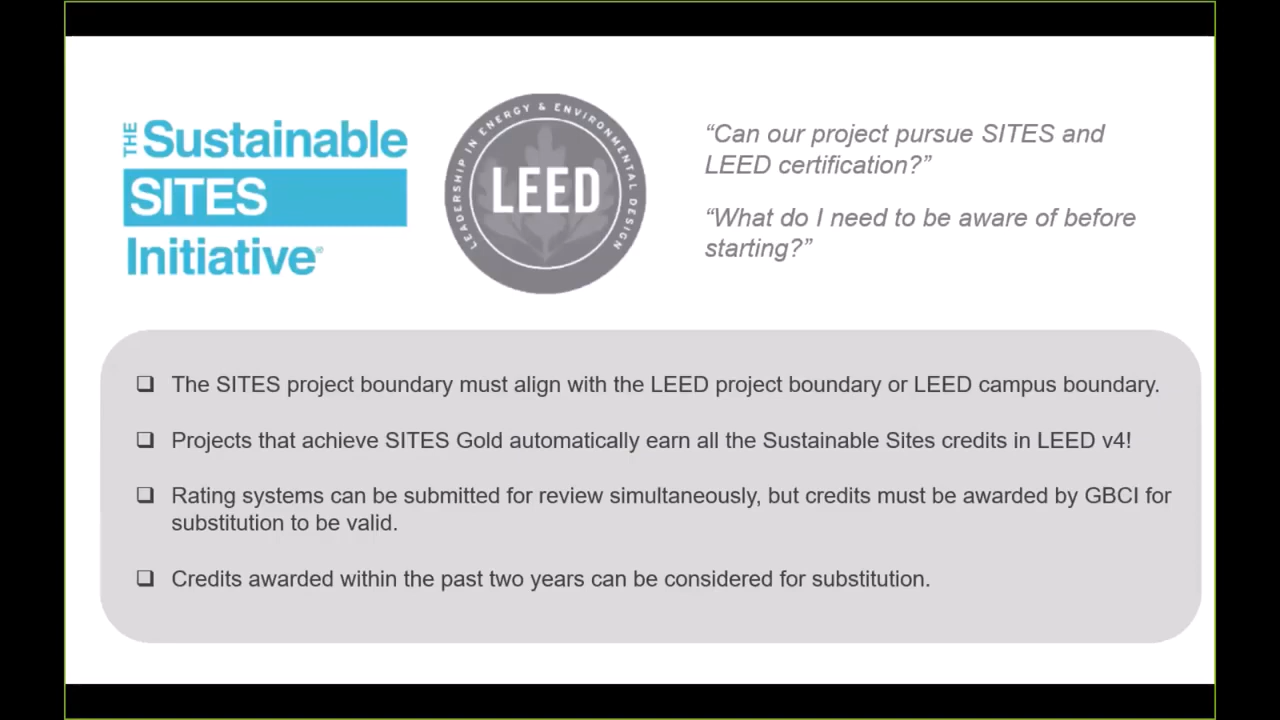 THE Sustainable
SITES
Initiative®
LEADERSHIP IN ENERGY & ENVIRONMENTAL DESIGN
LEED
“Can our project pursue SITES and
LEED certification?”
“What do I need to be aware of before
starting?”
❑ The SITES project boundary must align with the LEED project boundary or LEED campus boundary.
❑ Projects that achieve SITES Gold automatically earn all the Sustainable Sites credits in LEED v4!
❑ Rating systems can be submitted for review simultaneously, but credits must be awarded by GBCI for
substitution to be valid.
❑ Credits awarded within the past two years can be considered for substitution.